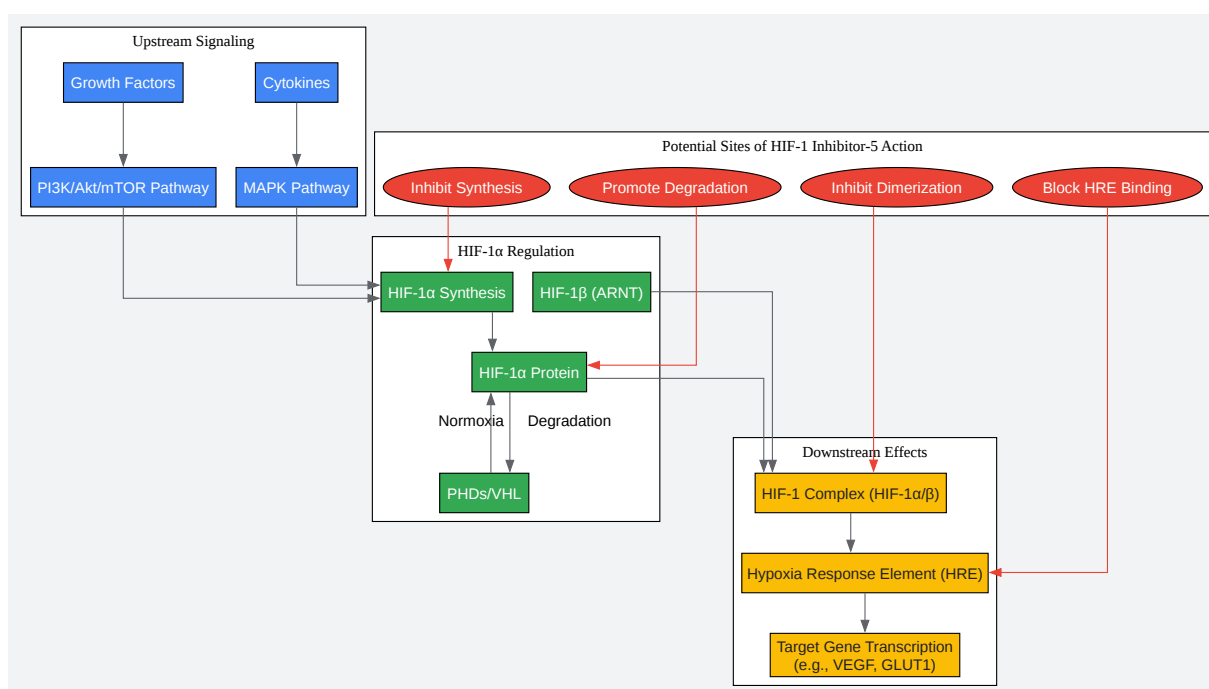 Upstream Signaling
Growth Factors
Cytokines
PI3K/Akt/mTOR Pathway
MAPK Pathway
Potential Sites of HIF-1 Inhibitor-5 Action
Inhibit Synthesis
Promote Degradation
Inhibit Dimerization
Block HRE Binding
HIF-1α Regulation
HIF-1α Synthesis
HIF-1β (ARNT)
HIF-1α Protein
Normoxia
Degradation
PHDs/VHL
Downstream Effects
HIF-1 Complex (HIF-1α/β)
Hypoxia Response Element (HRE)
Target Gene Transcription
(e.g., VEGF, GLUT1)